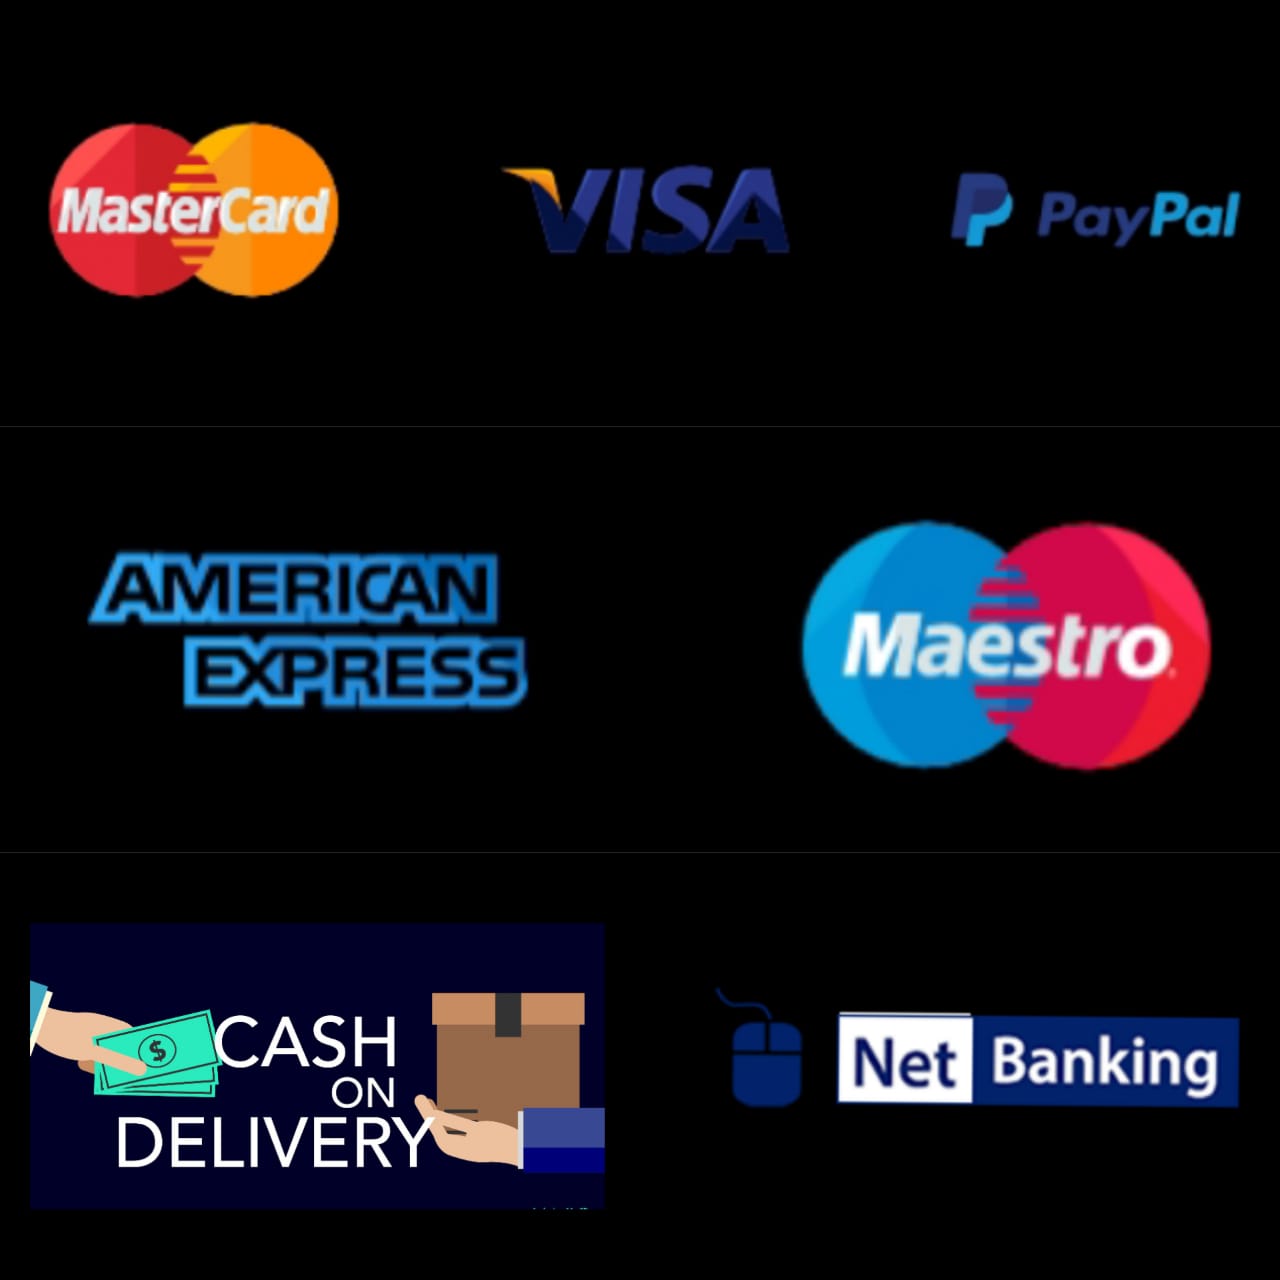 MasterCard
VISA
PayPal
AMERICAN
EXPRESS
Maestro
CASH
ON
DELIVERY
Net Banking